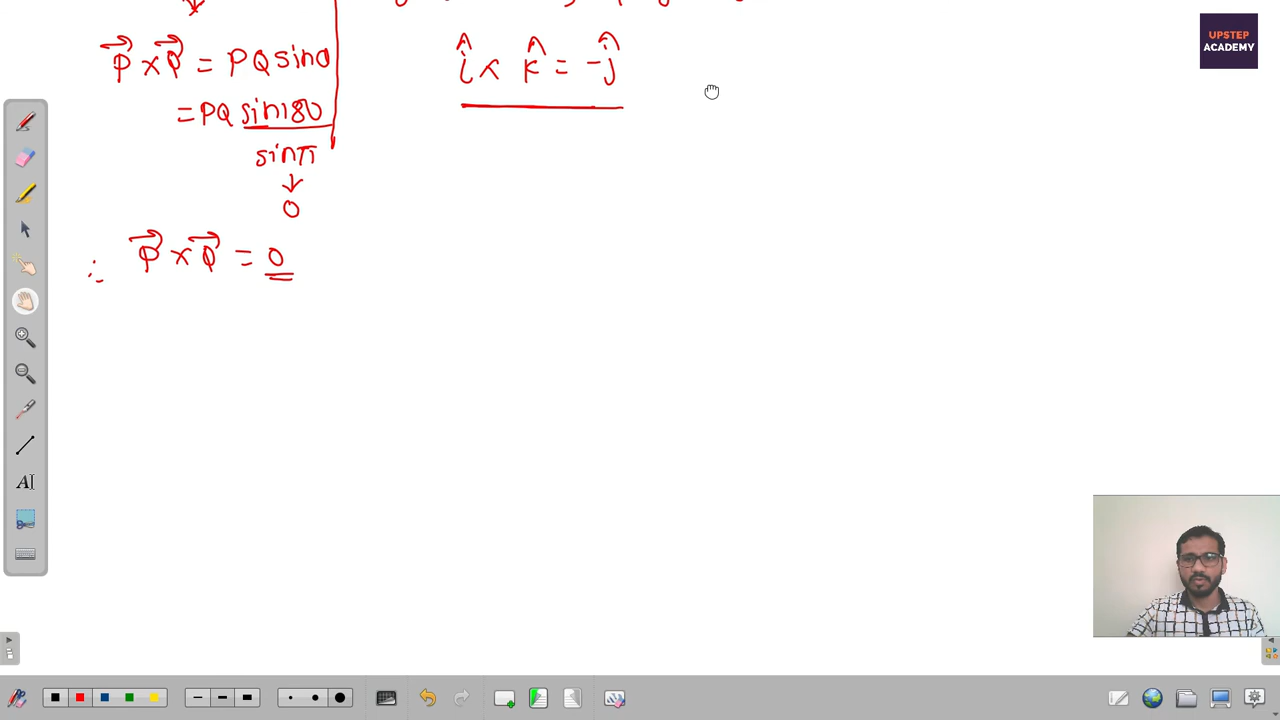 UPSTEP
ACADEMY
P⃗ × Q⃗ = PQ sinθ
= PQ sin180
sinπ
↓
0
∴ P⃗ × Q⃗ = 0
î × k̂ = -ĵ